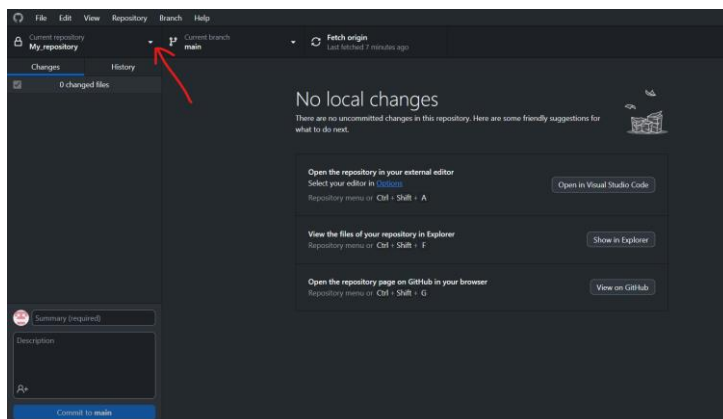 File Edit View Repository Branch Help
Current repository
My_repository
Current branch
main
Fetch origin
Last fetched 7 minutes ago
Changes History
0 changed files
No local changes
There are no uncommitted changes in this repository. Here are some friendly suggestions for
what to do next.
Open the repository in your external editor
Select your editor in Options
Repository menu or Ctrl + Shift + A
Open in Visual Studio Code
View the files of your repository in Explorer
Repository menu or Ctrl + Shift + F
Show in Explorer
Open the repository page on GitHub in your browser
Repository menu or Ctrl + Shift + G
View on GitHub
Summary (required)
Description
Commit to main